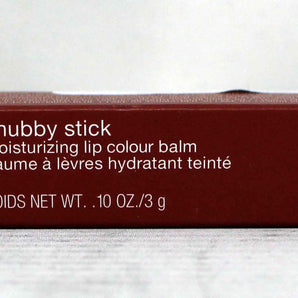 hubby stick
oisturizing lip colour balm
aume à lèvres hydratant teinté
OIDS NET WT. .10 OZ./3 g